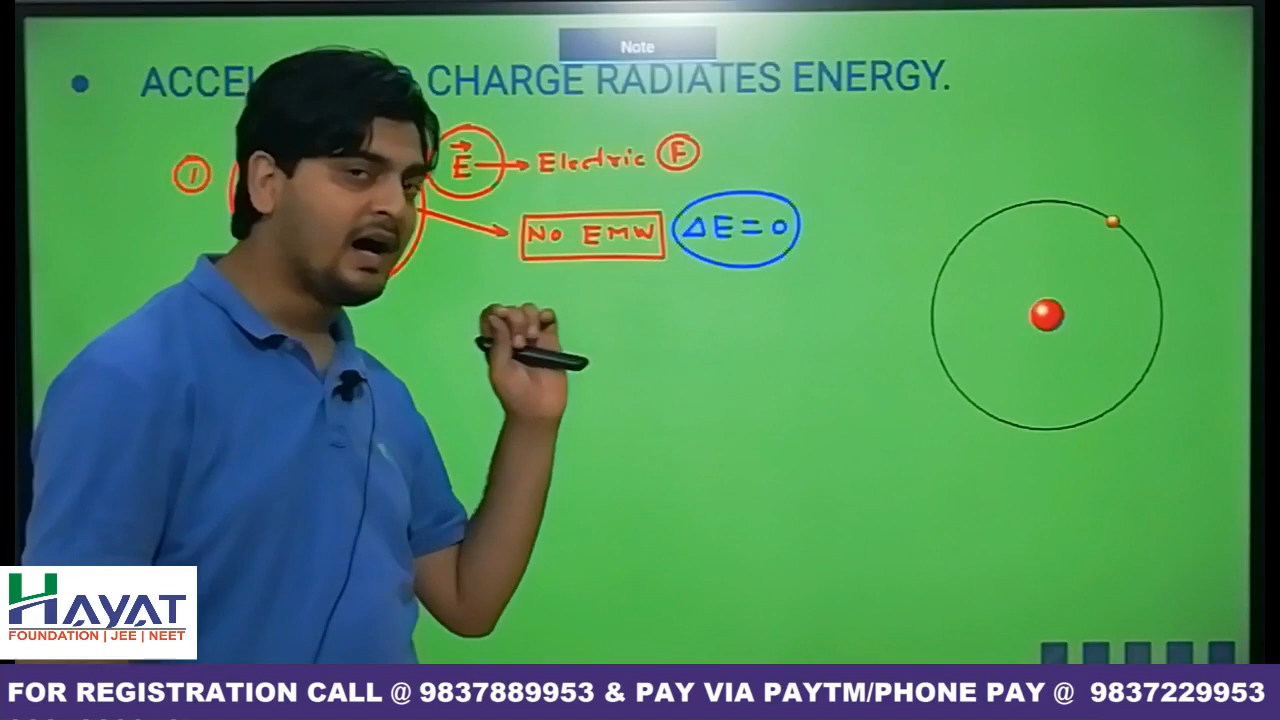 Note
• ACCEL CHARGE RADIATES ENERGY.
① E → Electric Ⓕ
NO EMW ΔE = 0
HAYAT
FOUNDATION | JEE | NEET
FOR REGISTRATION CALL @ 9837889953 & PAY VIA PAYTM/PHONE PAY @ 9837229953